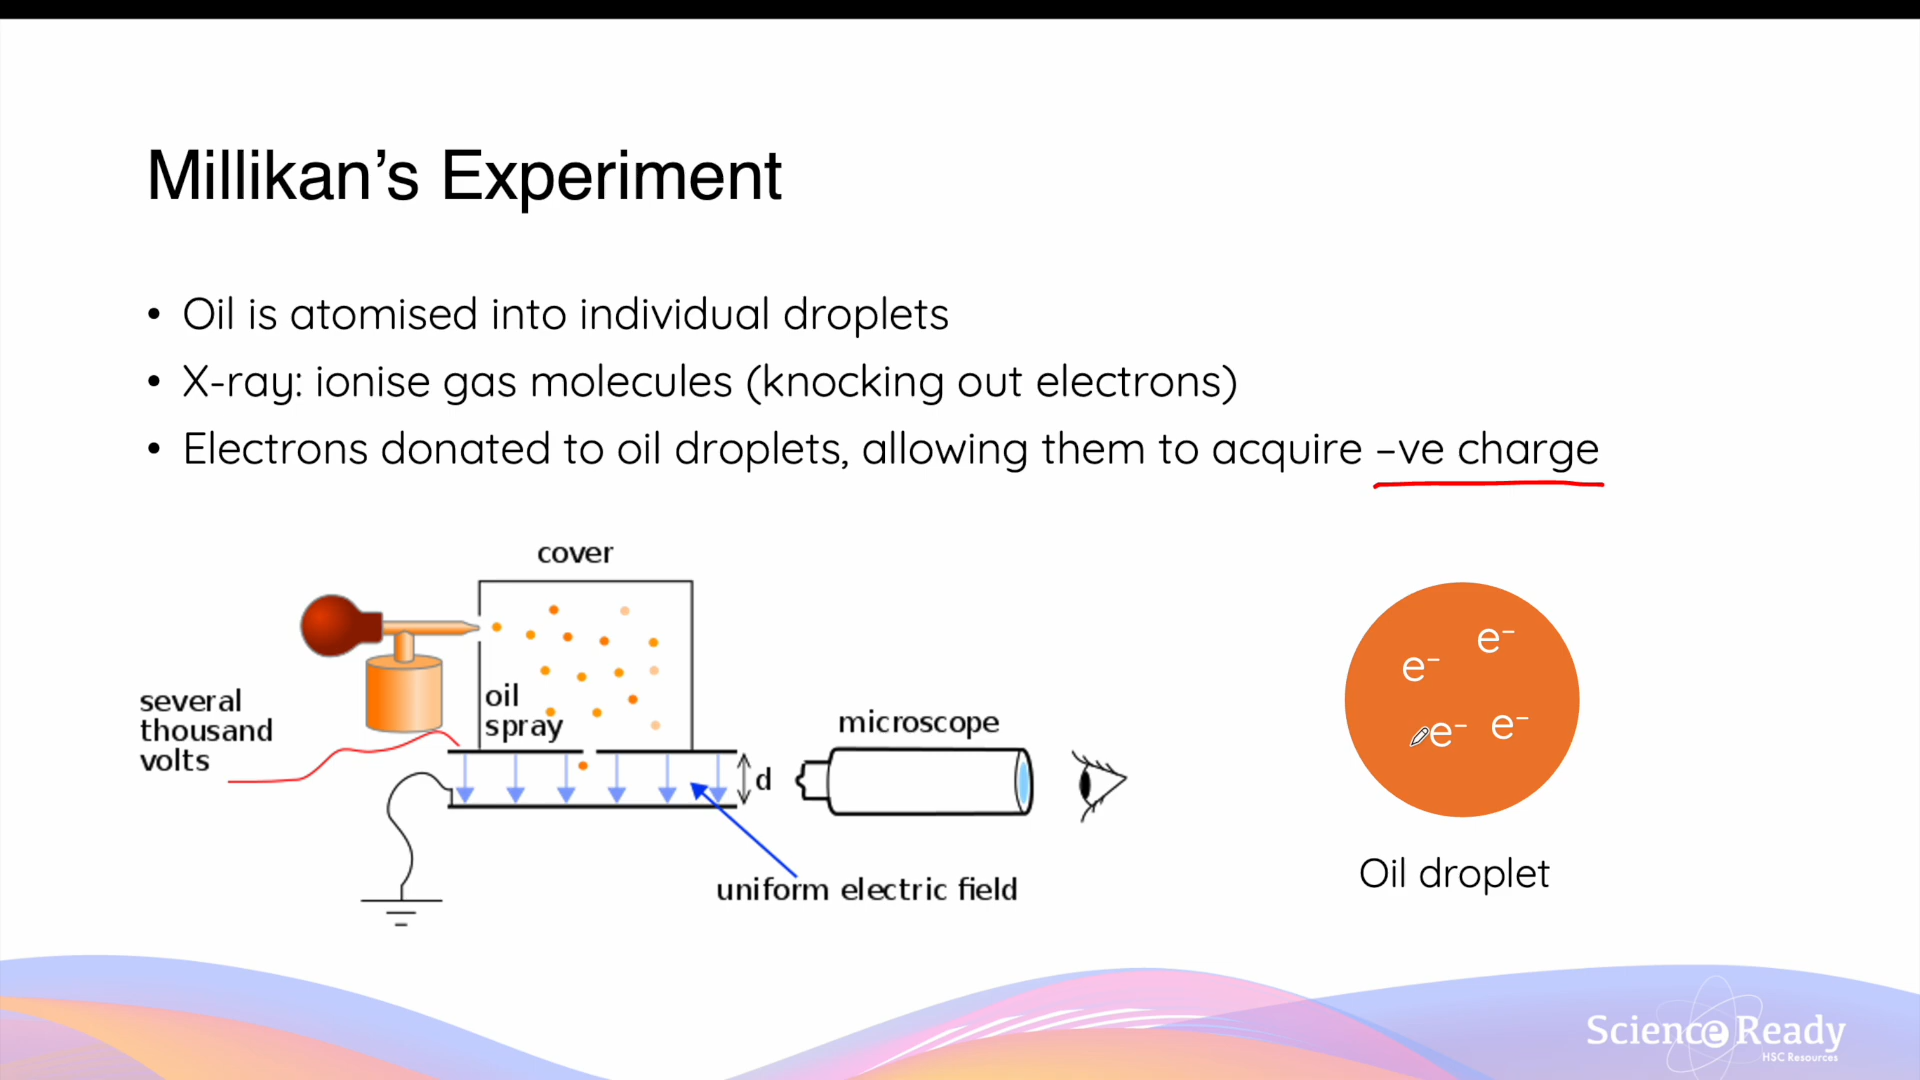 Millikan’s Experiment
• Oil is atomised into individual droplets
• X-ray: ionise gas molecules (knocking out electrons)
• Electrons donated to oil droplets, allowing them to acquire –ve charge
cover
oil
spray
several
thousand
volts
microscope
d
uniform electric field
e⁻
e⁻
e⁻
e⁻
Oil droplet
Science Ready
HSC Resources